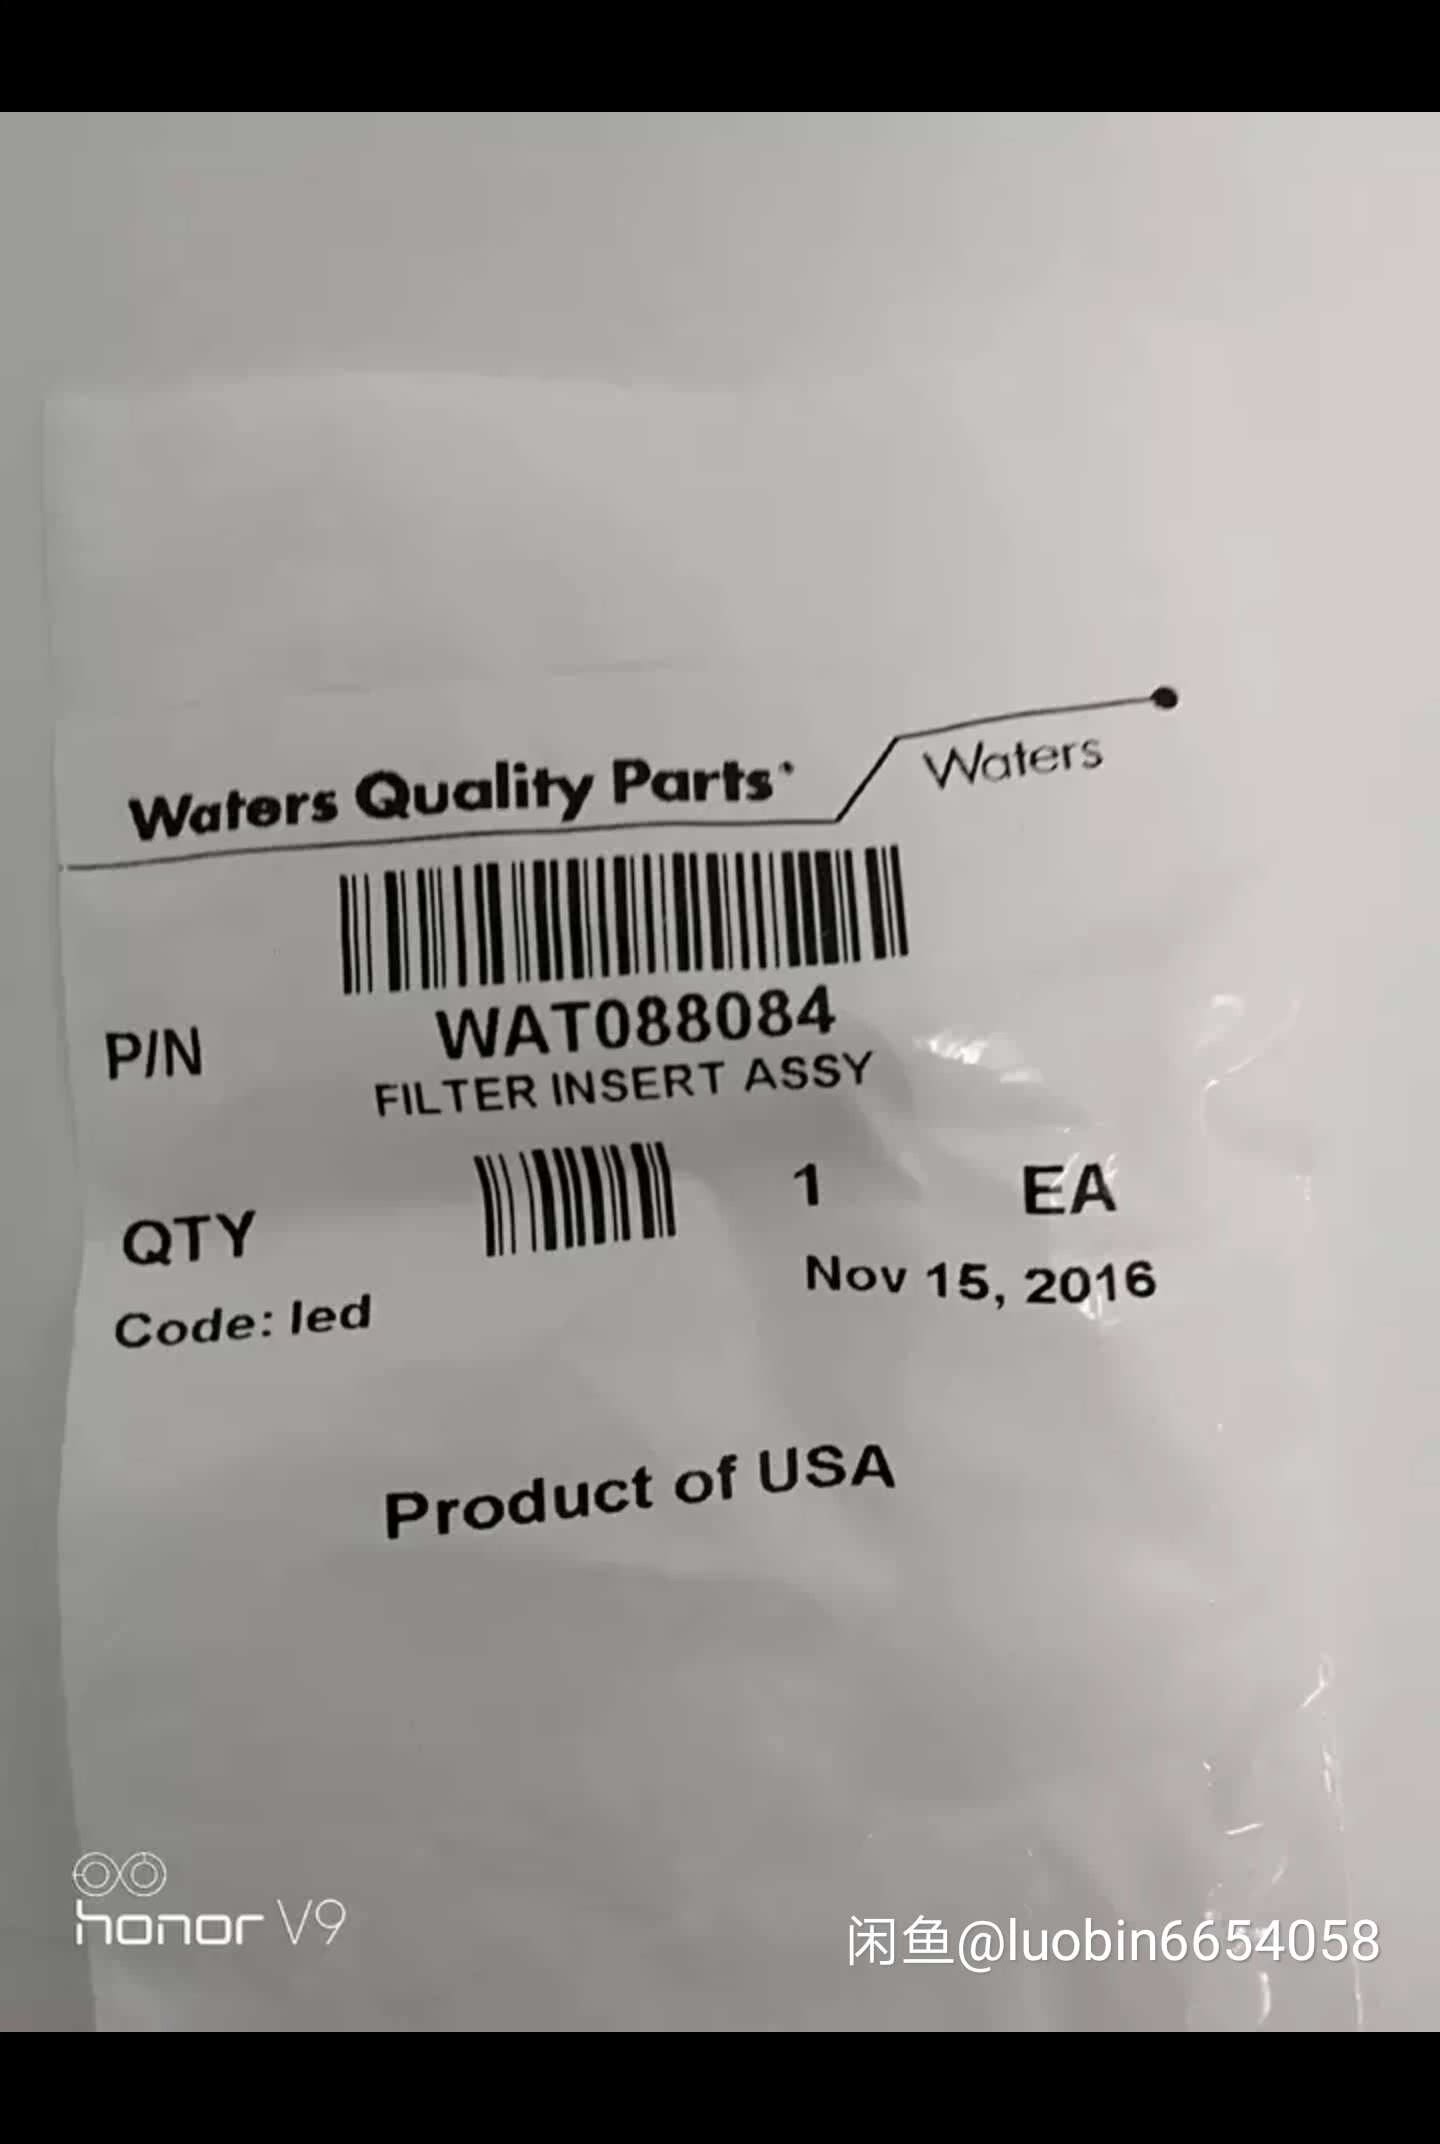 Waters Quality Parts
Waters
P/N
WAT088084
FILTER INSERT ASSY
QTY 1 EA
Nov 15, 2016
Code: led
Product of USA
honor V9
闲鱼@luobin6654058